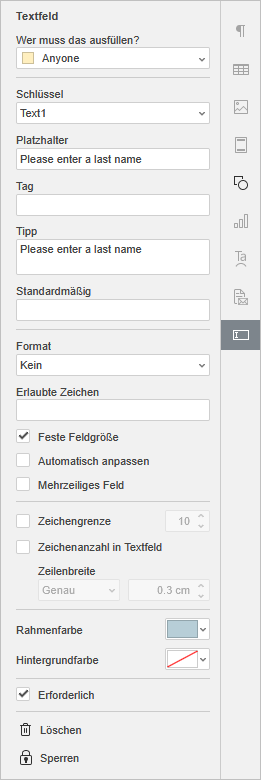 Textfeld
Wer muss das ausfüllen?
Anyone
Schlüssel
Text1
Platzhalter
Please enter a last name
Tag
Tipp
Please enter a last name
Standardmäßig
Format
Kein
Erlaubte Zeichen
Feste Feldgröße
Automatisch anpassen
Mehrzeiliges Feld
Zeichengrenze 10
Zeichenanzahl in Textfeld
Zeilenbreite
Genau 0.3 cm
Rahmenfarbe
Hintergrundfarbe
Erforderlich
Löschen
Sperren
Ta